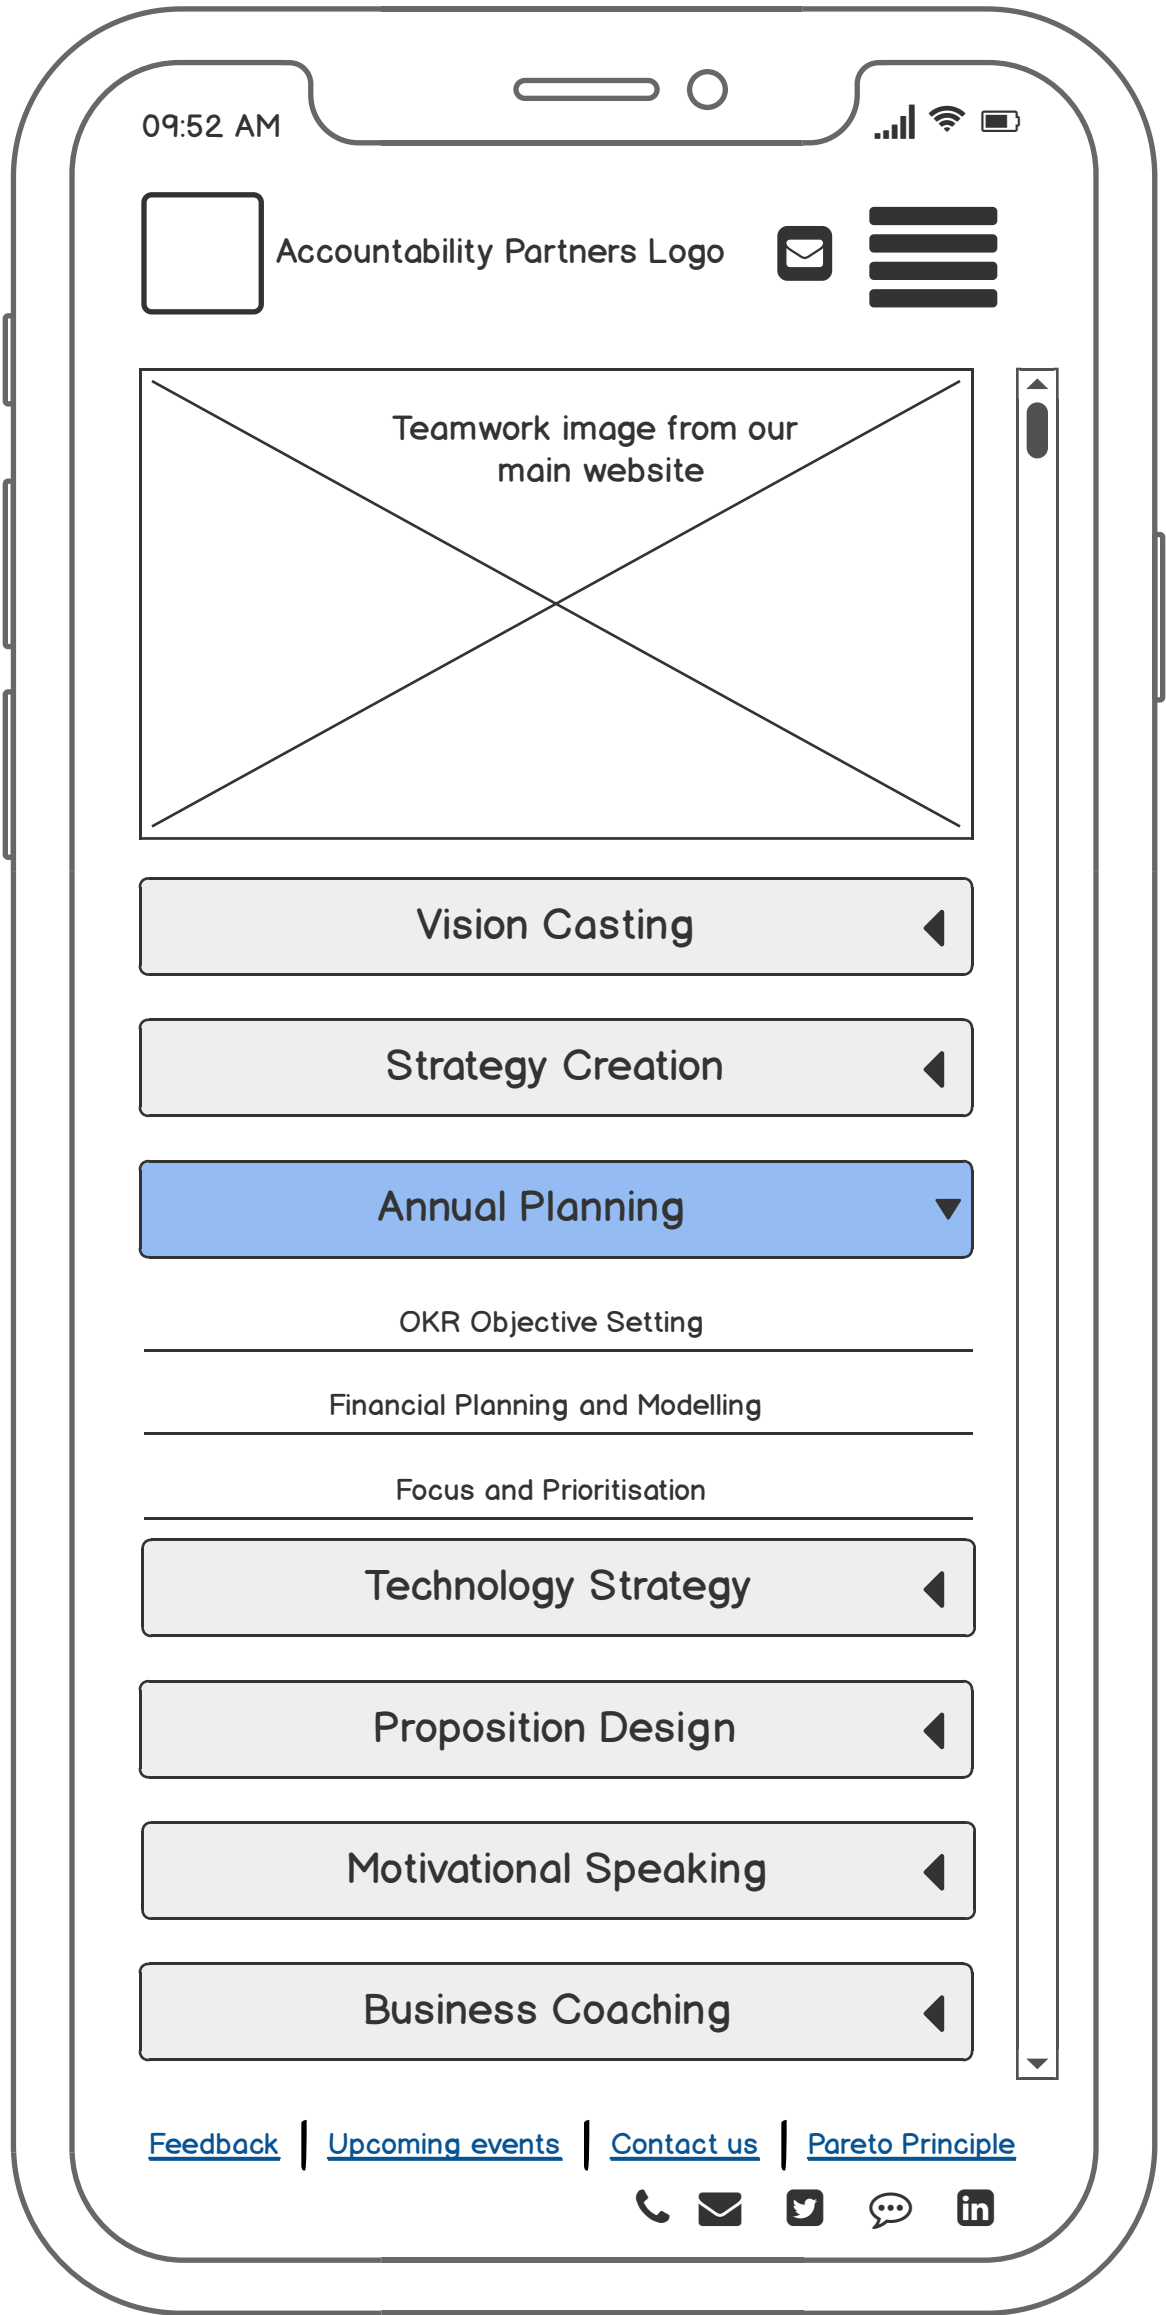 09:52 AM
Accountability Partners Logo
Teamwork image from our
main website
Vision Casting
Strategy Creation
Annual Planning
OKR Objective Setting
Financial Planning and Modelling
Focus and Prioritisation
Technology Strategy
Proposition Design
Motivational Speaking
Business Coaching
Feedback Upcoming events Contact us Pareto Principle
in